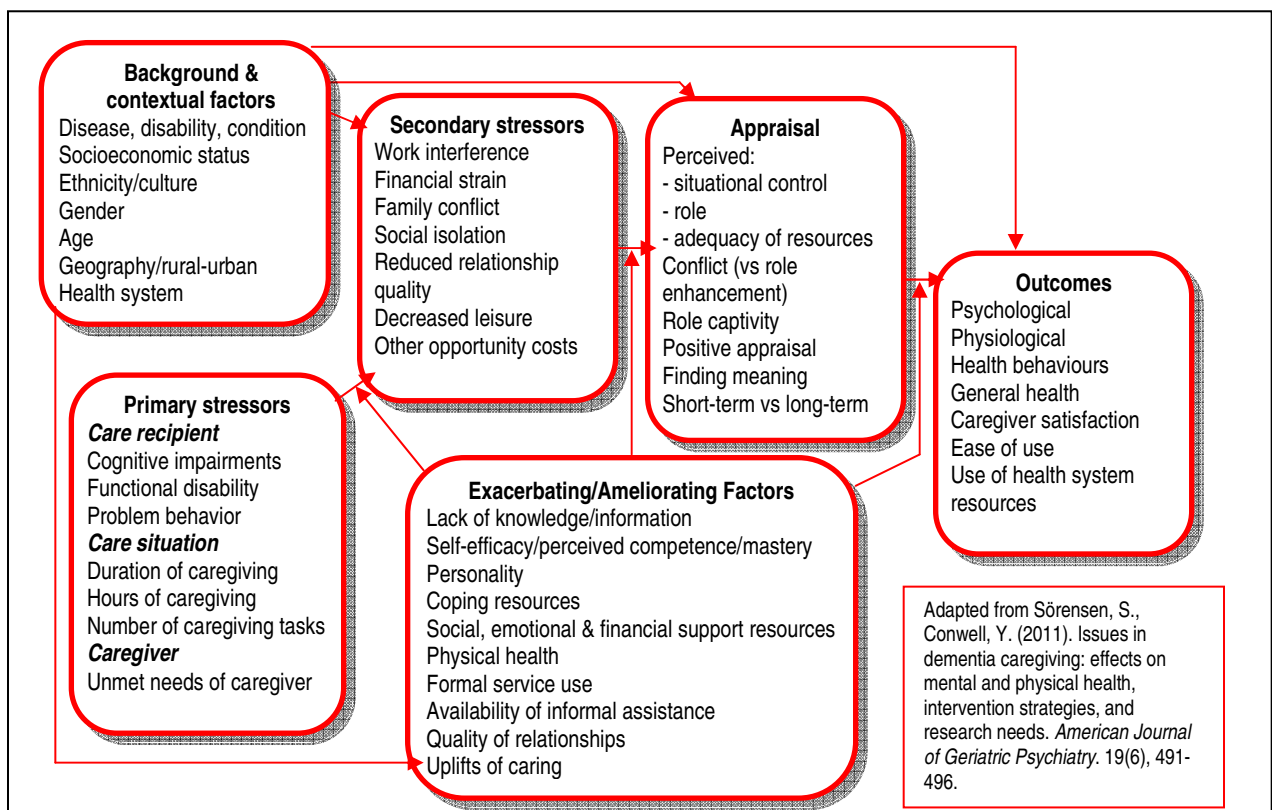 Background &
contextual factors
Disease, disability, condition
Socioeconomic status
Ethnicity/culture
Gender
Age
Geography/rural-urban
Health system
Primary stressors
Care recipient
Cognitive impairments
Functional disability
Problem behavior
Care situation
Duration of caregiving
Hours of caregiving
Number of caregiving tasks
Caregiver
Unmet needs of caregiver
Secondary stressors
Work interference
Financial strain
Family conflict
Social isolation
Reduced relationship
quality
Decreased leisure
Other opportunity costs
Appraisal
Perceived:
- situational control
- role
- adequacy of resources
Conflict (vs role
enhancement)
Role captivity
Positive appraisal
Finding meaning
Short-term vs long-term
Exacerbating/Ameliorating Factors
Lack of knowledge/information
Self-efficacy/perceived competence/mastery
Personality
Coping resources
Social, emotional & financial support resources
Physical health
Formal service use
Availability of informal assistance
Quality of relationships
Uplifts of caring
Outcomes
Psychological
Physiological
Health behaviours
General health
Caregiver satisfaction
Ease of use
Use of health system
resources
Adapted from Sörensen, S.,
Conwell, Y. (2011). Issues in
dementia caregiving: effects on
mental and physical health,
intervention strategies, and
research needs. American Journal
of Geriatric Psychiatry. 19(6), 491-
496.